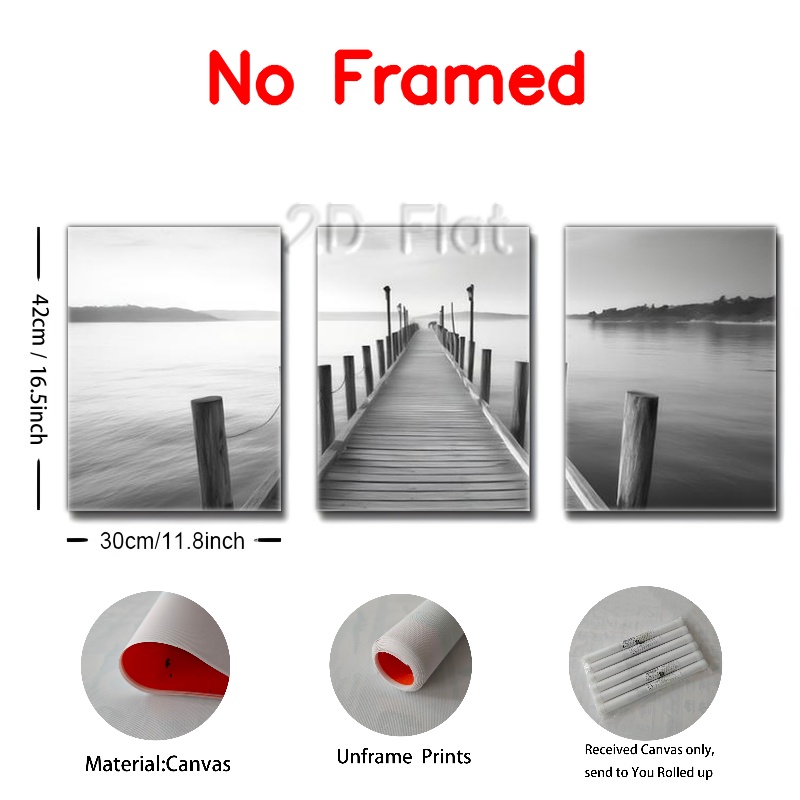 No Framed
2D Flat
42cm / 16.5inch
30cm/11.8inch
Material:Canvas
Unframe Prints
Received Canvas only,
send to You Rolled up